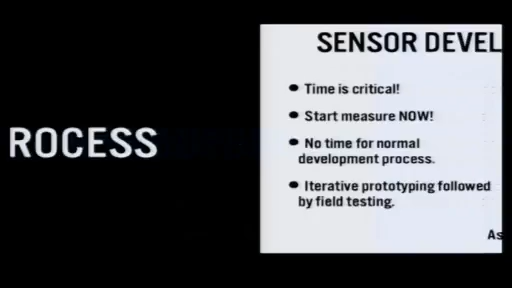 ROCESS
SENSOR DEVEL
Time is critical!
Start measure NOW!
No time for normal
development process.
Iterative prototyping followed
by field testing.
As